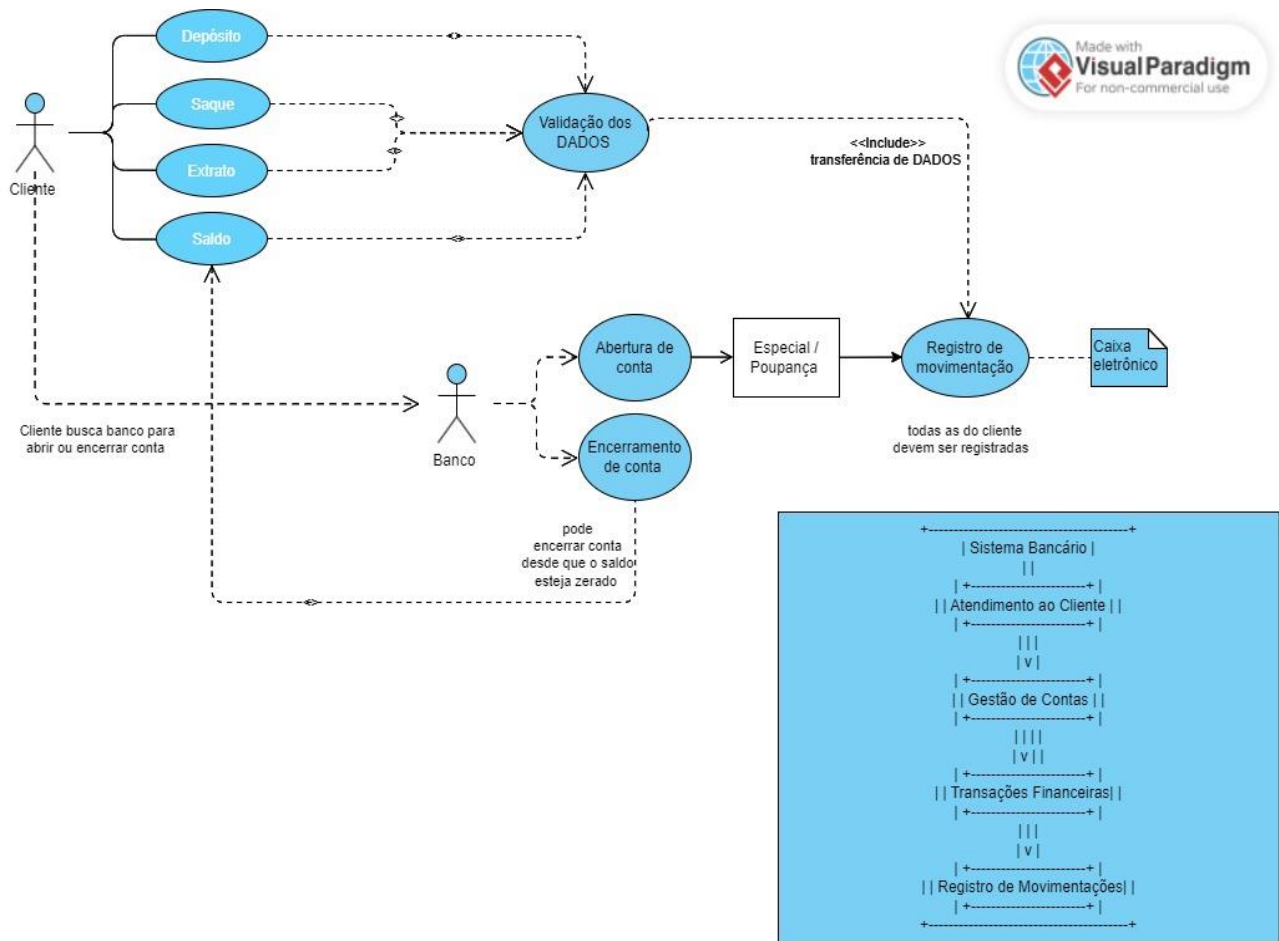 Depósito
Saque
Extrato
Saldo
Cliente
Validação dos
DADOS
<<Include>>
transferência de DADOS
Made with
Visual Paradigm
For non-commercial use
Abertura de
conta
Especial /
Poupança
Registro de
movimentação
Caixa
eletrônico
Cliente busca banco para
abrir ou encerrar conta
Banco
Encerramento
de conta
todas as do cliente
devem ser registradas
pode
encerrar conta
desde que o saldo
esteja zerado
+-------------------------------------+
| Sistema Bancário |
| |
| +----------------------+ |
| | Atendimento ao Cliente | |
| +----------------------+ |
| | |
| v |
| +----------------------+ |
| | Gestão de Contas | |
| +----------------------+ |
| | | |
| v | |
| +----------------------+ |
| | Transações Financeiras| |
| +----------------------+ |
| | |
| v |
| +----------------------+ |
| | Registro de Movimentações| |
| +----------------------+ |
+-------------------------------------+